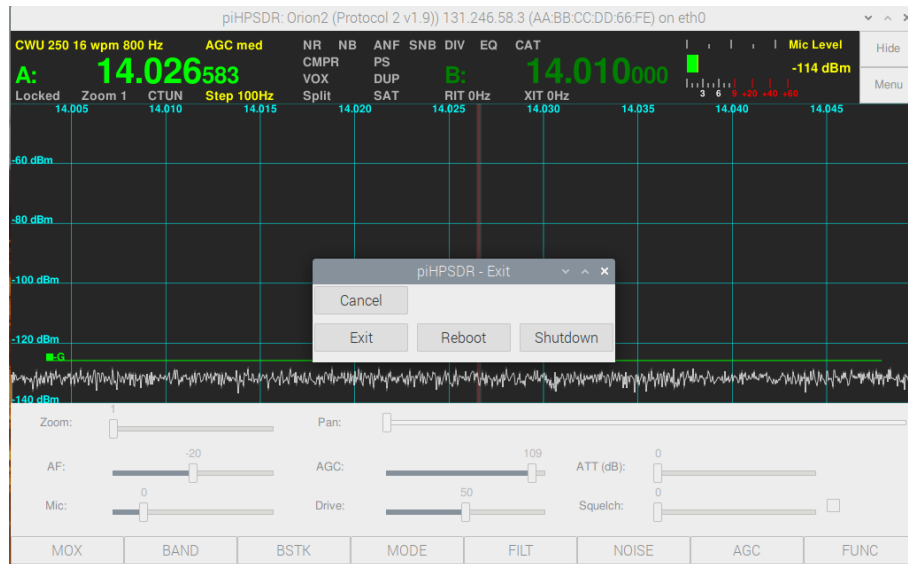 piHPSDR: Orion2 (Protocol 2 v1.9)) 131.246.58.3 (AA:BB:CC:DD:66:FE) on eth0
CWU 250 16 wpm 800 Hz AGC med NR NB ANF SNB DIV EQ CAT Mic Level Hide
CMPR PS
A: 14.026583 VOX DUP B: 14.010000 -114 dBm
Locked Zoom 1 CTUN Step 100Hz Split SAT RIT 0Hz XIT 0Hz 3 6 9 +20 +40 +60 Menu
14.005 14.010 14.015 14.020 14.025 14.030 14.035 14.040 14.045
-60 dBm
-80 dBm
piHPSDR - Exit
-100 dBm
Cancel
Exit Reboot Shutdown
-120 dBm
-G
-140 dBm
1
Zoom: Pan:
-20 109 0
AF: AGC: ATT (dB):
0 50 0
Mic: Drive: Squelch:
MOX BAND BSTK MODE FILT NOISE AGC FUNC